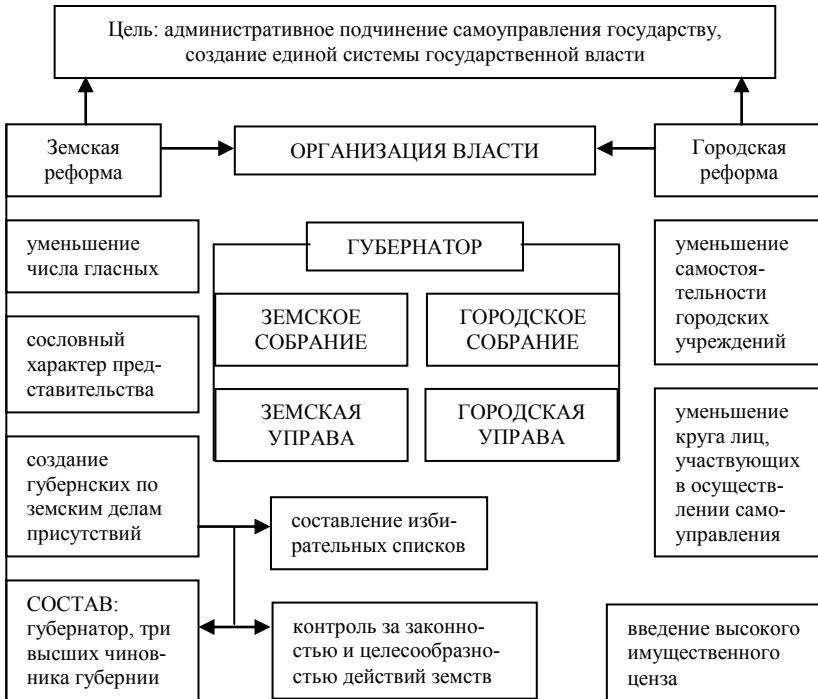 Цель: административное подчинение самоуправления государству,
создание единой системы государственной власти
Земская
реформа
ОРГАНИЗАЦИЯ ВЛАСТИ
Городская
реформа
уменьшение
числа гласных
ГУБЕРНАТОР
уменьшение
самостоя-
тельности
городских
учреждений
ЗЕМСКОЕ
СОБРАНИЕ
ГОРОДСКОЕ
СОБРАНИЕ
сословный
характер пред-
ставительства
ЗЕМСКАЯ
УПРАВА
ГОРОДСКАЯ
УПРАВА
уменьшение
круга лиц,
участвующих
в осуществ-
лении само-
управления
создание
губернских по
земским делам
присутствий
составление изби-
рательных списков
СОСТАВ:
губернатор, три
высших чинов-
ника губернии
контроль за законно-
стью и целесообраз-
ностью действий земств
введение высокого
имущественного
ценза